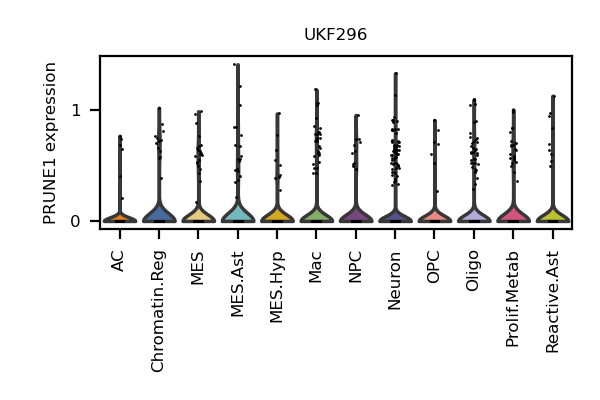 UKF296
PRUNE1 expression
1
0
AC
Chromatin.Reg
MES
MES.Ast
MES.Hyp
Mac
NPC
Neuron
OPC
Oligo
Prolif.Metab
Reactive.Ast